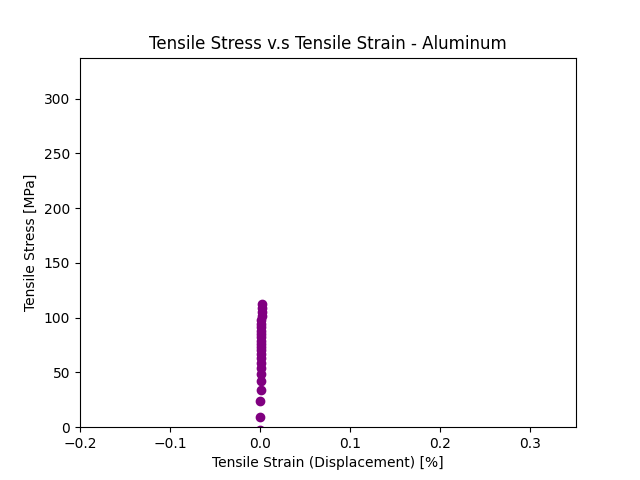 Tensile Stress v.s Tensile Strain - Aluminum
Tensile Stress [MPa]
300
250
200
150
100
50
0
−0.2 −0.1 0.0 0.1 0.2 0.3
Tensile Strain (Displacement) [%]